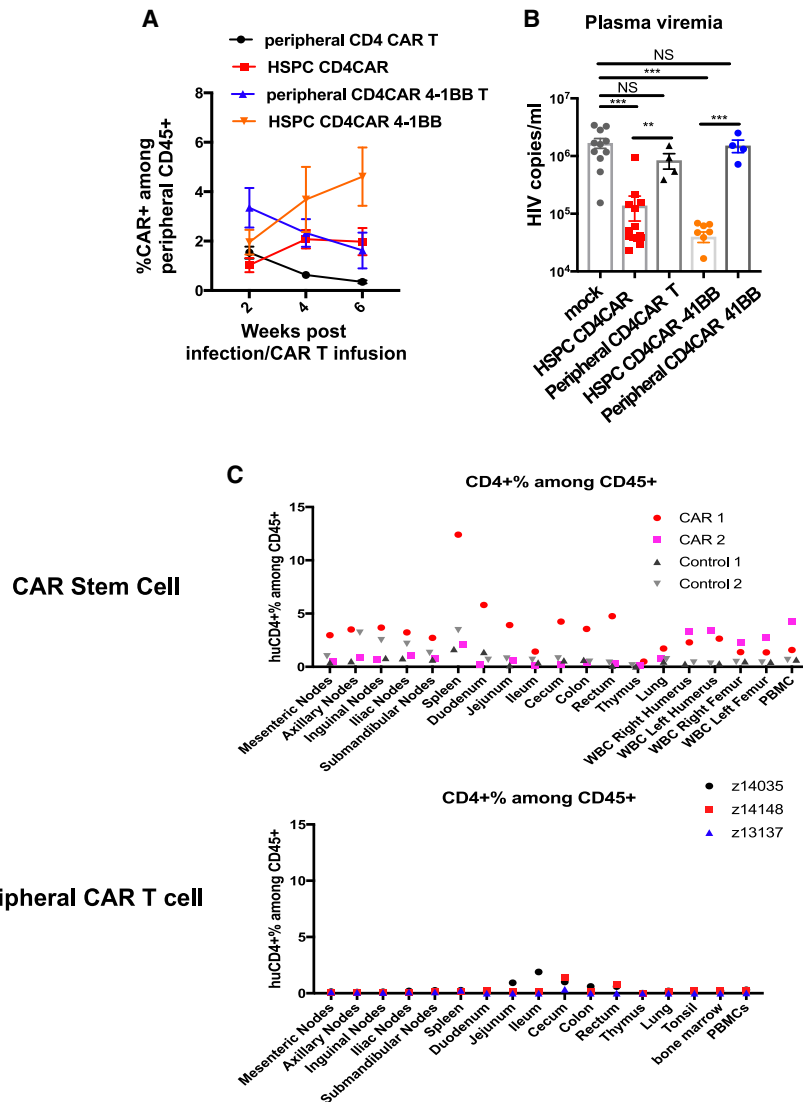 A
peripheral CD4 CAR T
HSPC CD4CAR
peripheral CD4CAR 4-1BB T
HSPC CD4CAR 4-1BB
%CAR+ among
peripheral CD45+
8
6
4
2
0
2
4
6
Weeks post
infection/CAR T infusion
B
Plasma viremia
NS
***
NS
***
**
***
HIV copies/ml
10^7
10^6
10^5
10^4
mock
HSPC CD4CAR
Peripheral CD4CAR T
HSPC CD4CAR-41BB
Peripheral CD4CAR 41BB
C
CAR Stem Cell
CD4+% among CD45+
huCD4+% among CD45+
15
10
5
0
CAR 1
CAR 2
Control 1
Control 2
Mesenteric Nodes
Axillary Nodes
Inguinal Nodes
Iliac Nodes
Submandibular Nodes
Spleen
Duodenum
Jejunum
Ileum
Cecum
Colon
Rectum
Thymus
Lung
WBC Right Humerus
WBC Left Humerus
WBC Right Femur
WBC Left Femur
PBMC
ipheral CAR T cell
CD4+% among CD45+
huCD4+% among CD45+
15
10
5
0
z14035
z14148
z13137
Mesenteric Nodes
Axillary Nodes
Inguinal Nodes
Iliac Nodes
Submandibular Nodes
Spleen
Duodenum
Jejunum
Ileum
Cecum
Colon
Rectum
Thymus
Lung
Tonsil
bone marrow
PBMCs